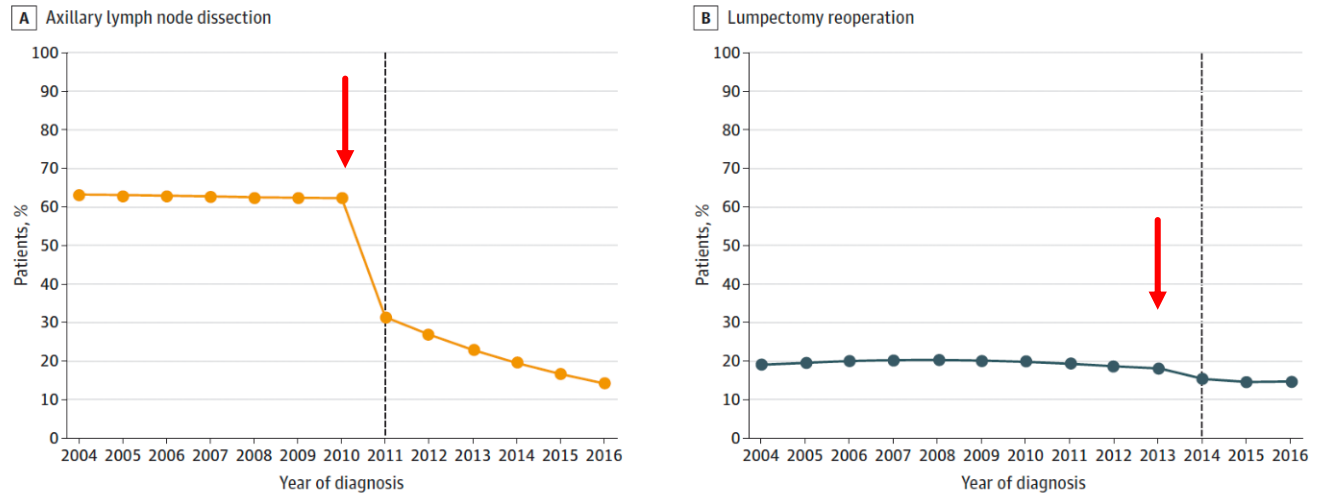 A Axillary lymph node dissection
100
90
80
70
60
50
40
30
20
10
0
Patients, %
2004 2005 2006 2007 2008 2009 2010 2011 2012 2013 2014 2015 2016
Year of diagnosis
B Lumpectomy reoperation
100
90
80
70
60
50
40
30
20
10
0
Patients, %
2004 2005 2006 2007 2008 2009 2010 2011 2012 2013 2014 2015 2016
Year of diagnosis